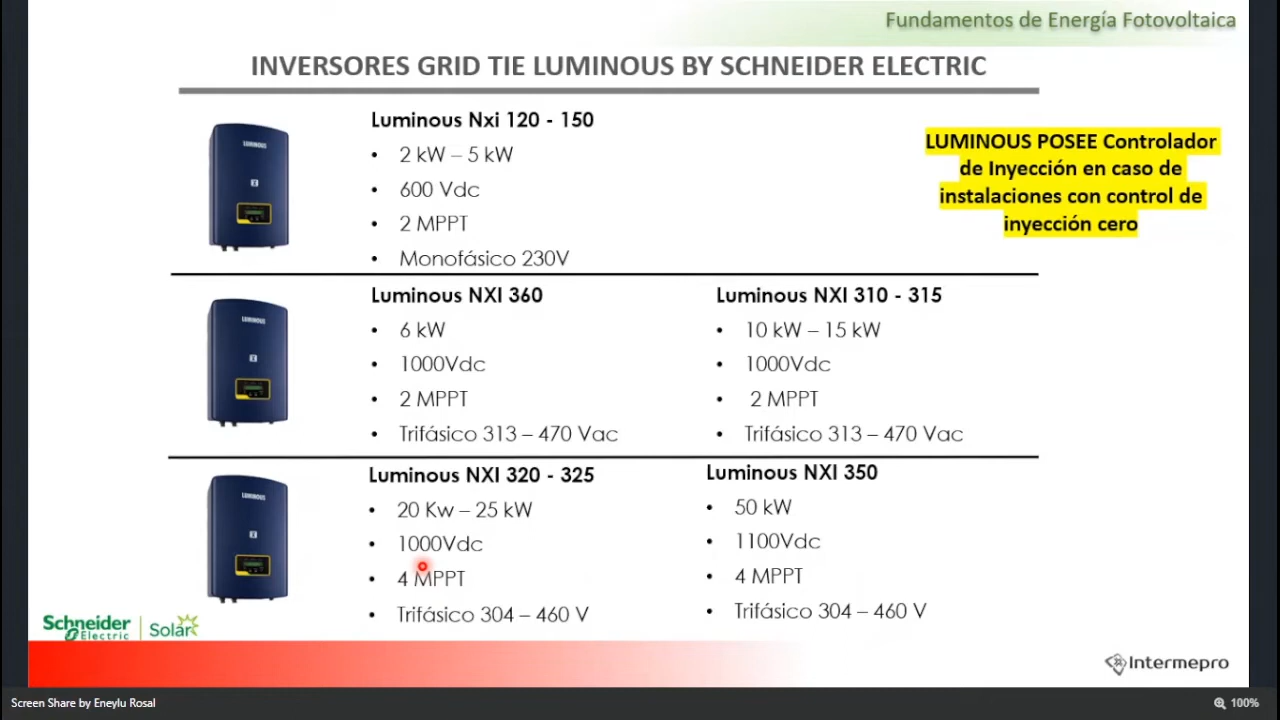 Fundamentos de Energía Fotovoltaica
INVERSORES GRID TIE LUMINOUS BY SCHNEIDER ELECTRIC
LUMINOUS
Luminous Nxi 120 - 150
• 2 kW – 5 kW
• 600 Vdc
• 2 MPPT
• Monofásico 230V
LUMINOUS POSEE Controlador
de Inyección en caso de
instalaciones con control de
inyección cero
LUMINOUS
Luminous NXI 360
• 6 kW
• 1000Vdc
• 2 MPPT
• Trifásico 313 – 470 Vac
Luminous NXI 310 - 315
• 10 kW – 15 kW
• 1000Vdc
• 2 MPPT
• Trifásico 313 – 470 Vac
LUMINOUS
Luminous NXI 320 - 325
• 20 Kw – 25 kW
• 1000Vdc
• 4 MPPT
• Trifásico 304 – 460 V
Luminous NXI 350
• 50 kW
• 1100Vdc
• 4 MPPT
• Trifásico 304 – 460 V
Schneider
Electric
Solar
Intermepro
Screen Share by Eneylu Rosal
100%